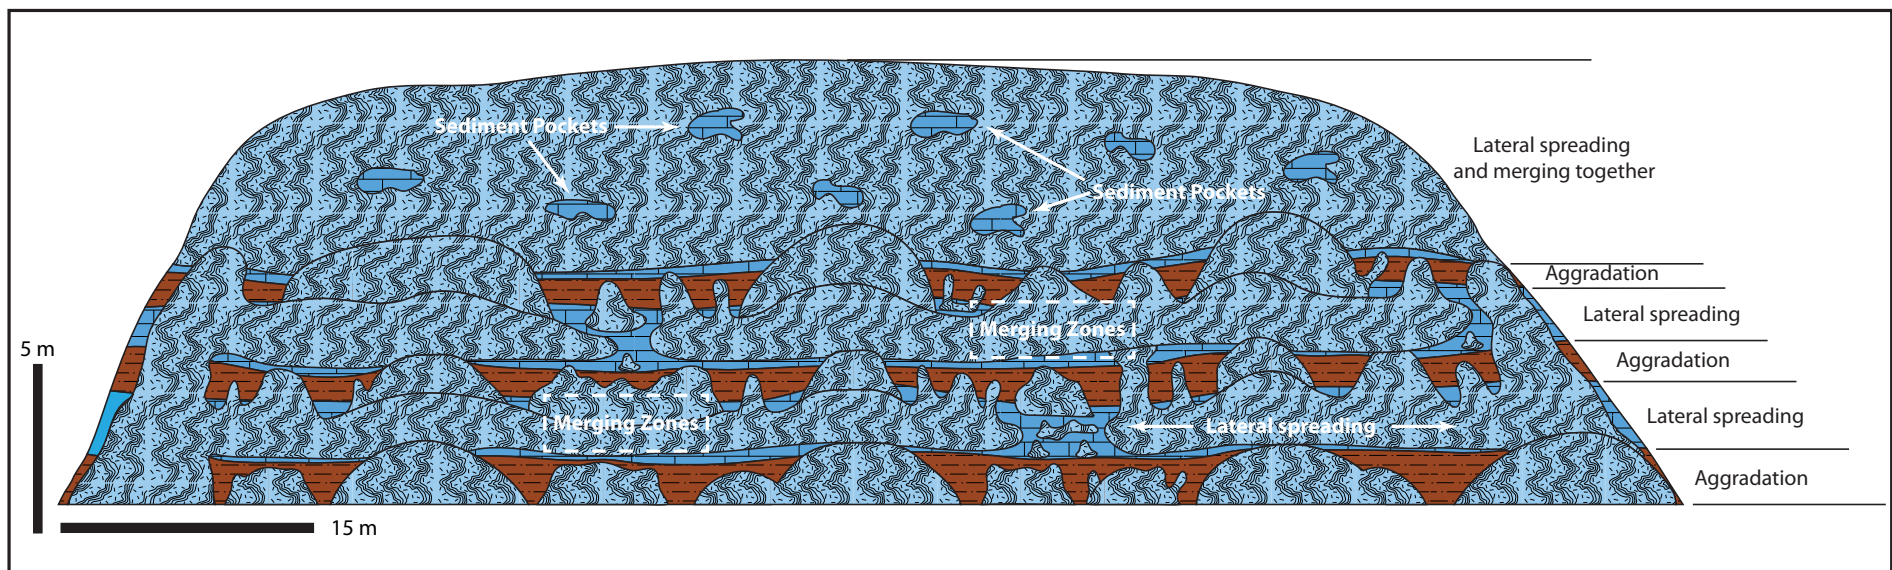 Sediment Pockets
Sediment Pockets
Lateral spreading
and merging together
Aggradation
Merging Zones
Lateral spreading
5 m
Aggradation
Merging Zones
Lateral spreading
Lateral spreading
Aggradation
15 m